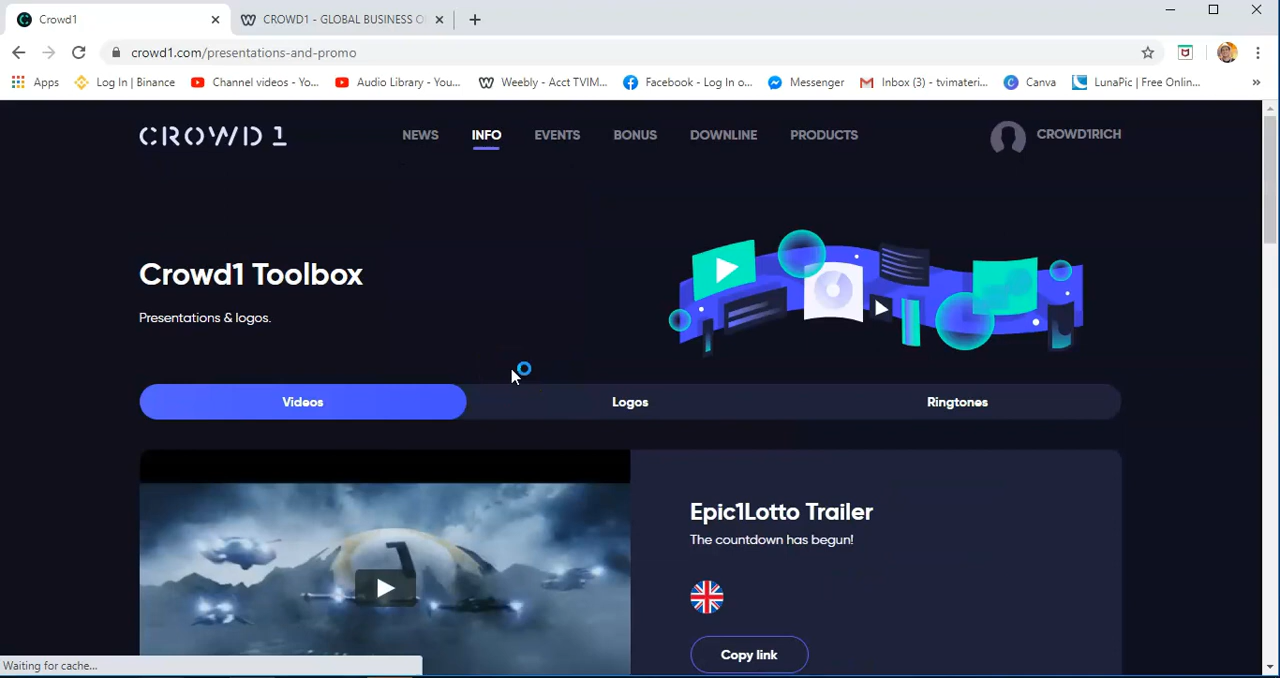 Crowd1
CROWD1 - GLOBAL BUSINESS O
crowd1.com/presentations-and-promo
Apps
Log In | Binance
Channel videos - Yo...
Audio Library - You...
Weebly - Acct TVIM...
Facebook - Log In o...
Messenger
Inbox (3) - tvimateri...
Canva
LunaPic | Free Onlin...
»
CROWD 1
NEWS
INFO
EVENTS
BONUS
DOWNLINE
PRODUCTS
CROWD1RICH
Crowd1 Toolbox
Presentations & logos.
Videos
Logos
Ringtones
1
Epic1Lotto Trailer
The countdown has begun!
Copy link
Waiting for cache...